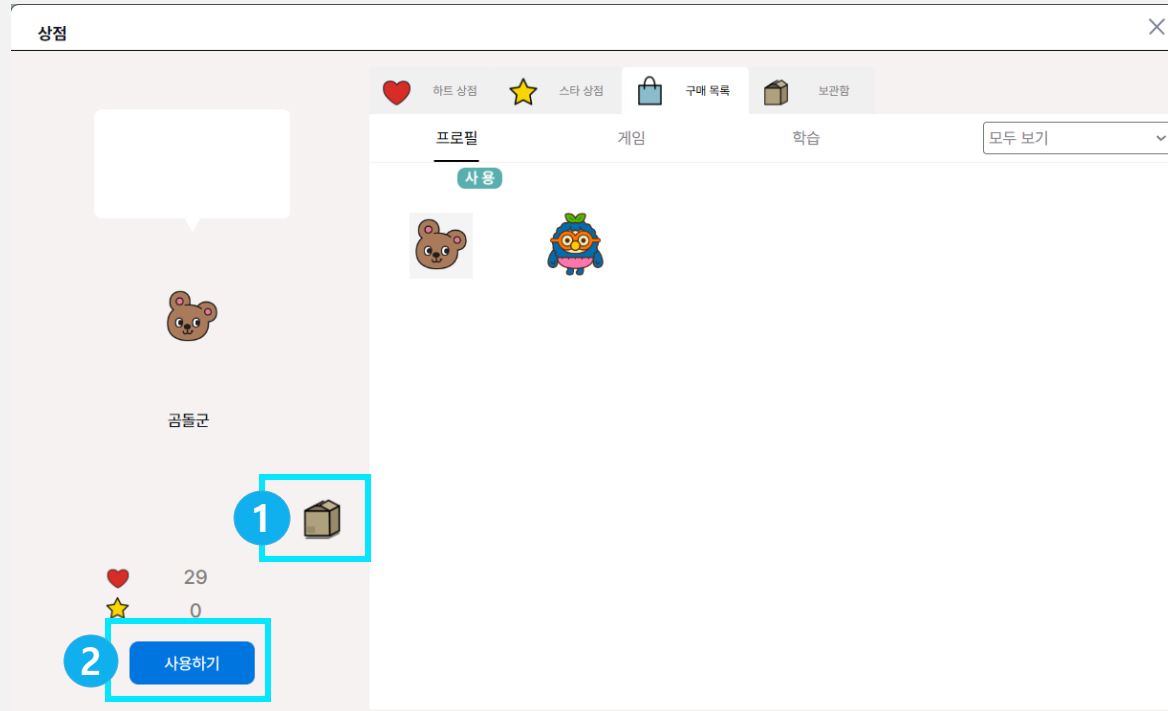 상점
하트 상점
스타 상점
구매 목록
보관함
프로필
게임
학습
모두 보기
사용
곰돌군
1
29
0
2
사용하기